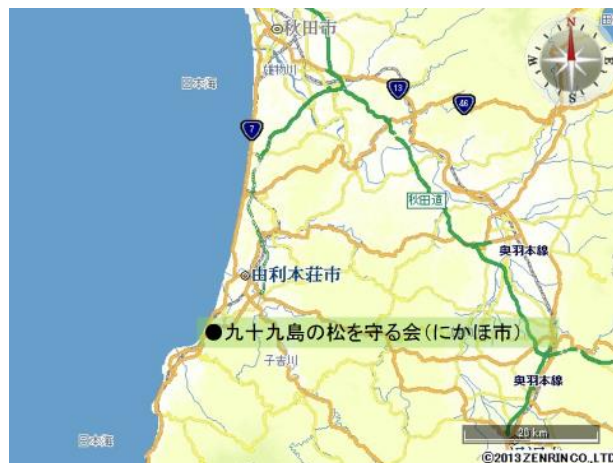 秋田市
N
W
E
S
日本海
雄物川
13
46
7
秋田道
奥羽本線
由利本荘市
●九十九島の松を守る会(にかほ市)
子吉川
奥羽本線
20 km
日本海
©2013 ZENRIN CO., LTD